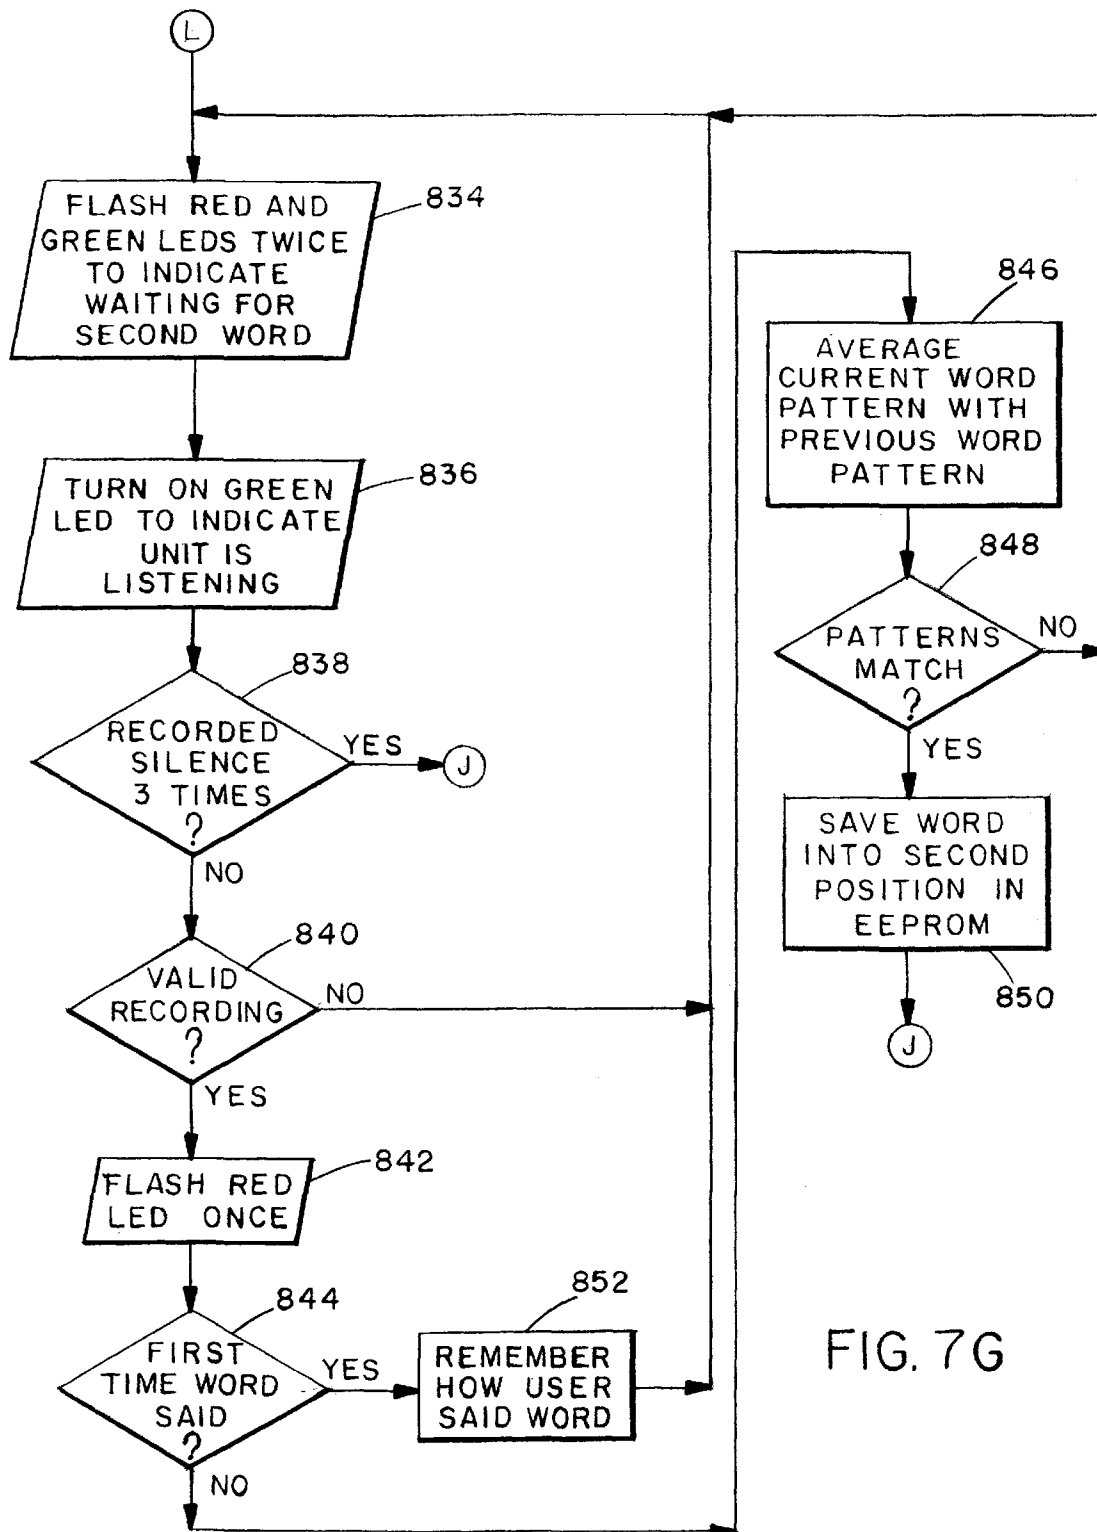 L
FLASH RED AND
GREEN LEDS TWICE
TO INDICATE
WAITING FOR
SECOND WORD
834
TURN ON GREEN
LED TO INDICATE
UNIT IS
LISTENING
836
RECORDED
SILENCE
3 TIMES
?
838
YES
J
NO
VALID
RECORDING
?
840
NO
YES
FLASH RED
LED ONCE
842
FIRST
TIME WORD
SAID
?
844
YES
REMEMBER
HOW USER
SAID WORD
852
NO
AVERAGE
CURRENT WORD
PATTERN WITH
PREVIOUS WORD
PATTERN
846
PATTERNS
MATCH
?
848
NO
YES
SAVE WORD
INTO SECOND
POSITION IN
EEPROM
850
J
FIG. 7G